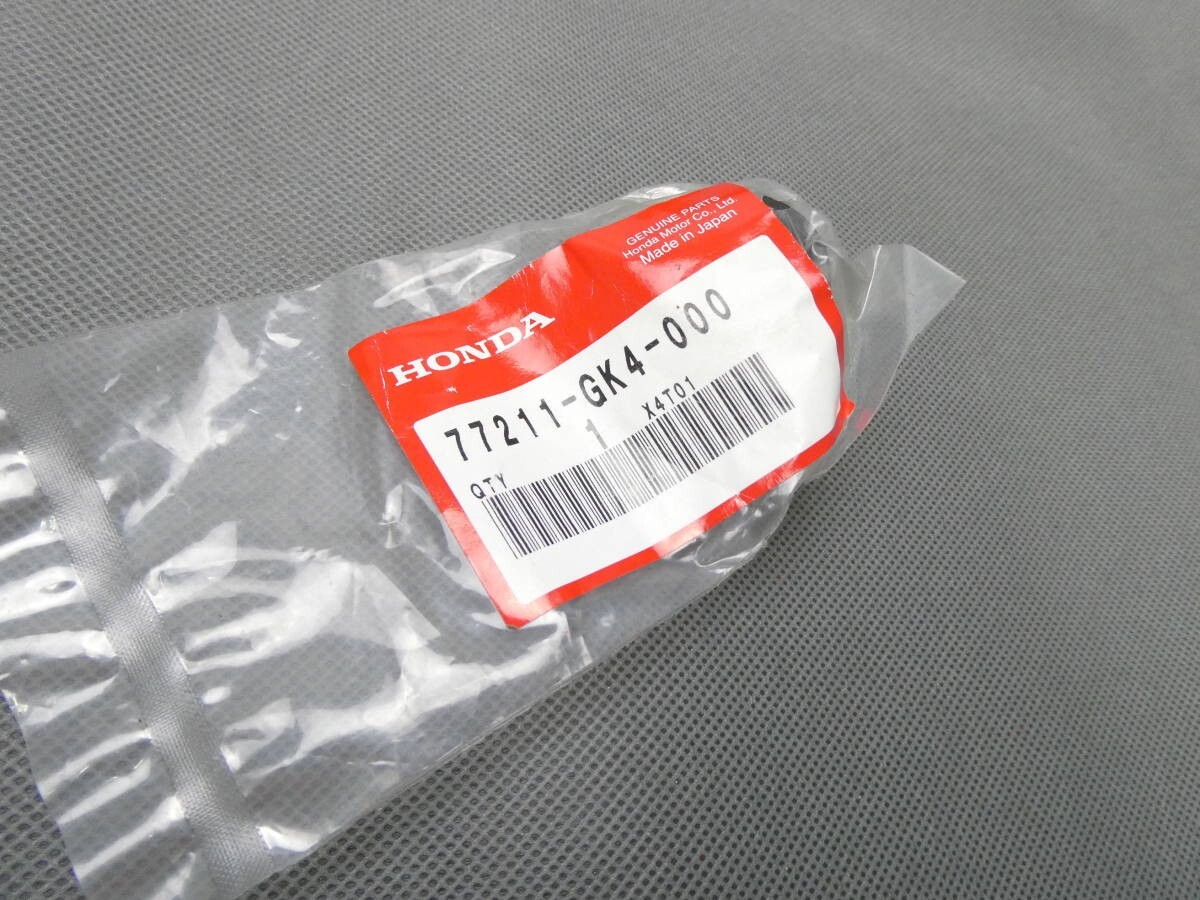 GENUINE PARTS
Honda Motor Co., Ltd.
Made in Japan
HONDA
77211-GK4-000
QTY 1 X4T01